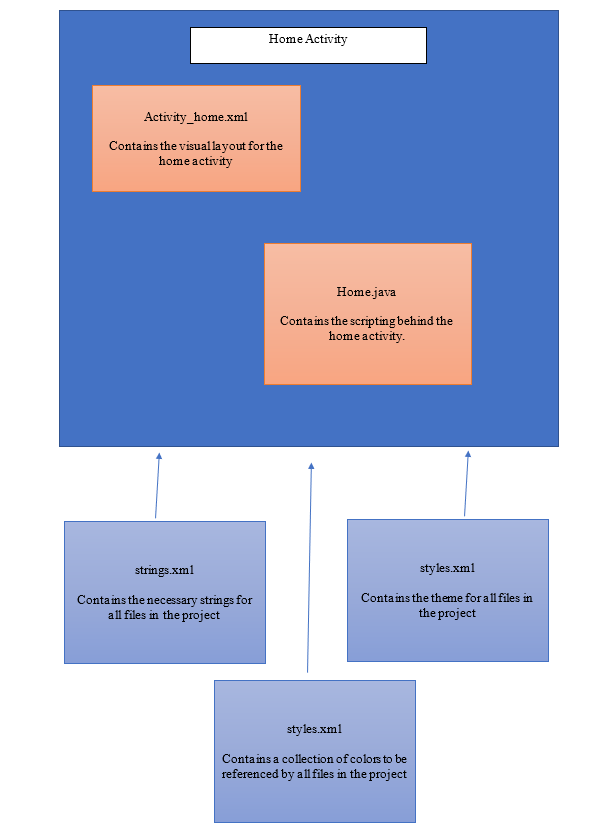 Home Activity
Activity_home.xml
Contains the visual layout for the
home activity
Home.java
Contains the scripting behind the
home activity.
strings.xml
Contains the necessary strings for
all files in the project
styles.xml
Contains the theme for all files in
the project
styles.xml
Contains a collection of colors to be
referenced by all files in the project